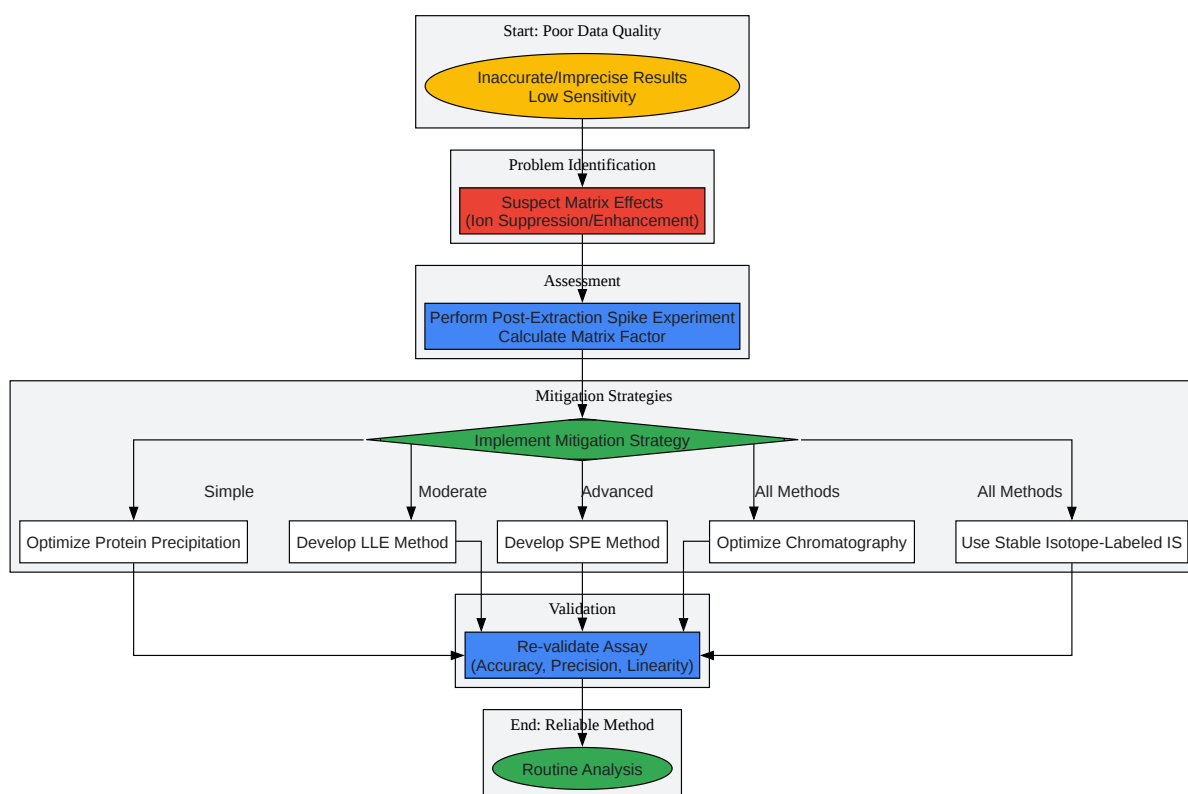 Start: Poor Data Quality
Inaccurate/Imprecise Results
Low Sensitivity
Problem Identification
Suspect Matrix Effects
(Ion Suppression/Enhancement)
Assessment
Perform Post-Extraction Spike Experiment
Calculate Matrix Factor
Mitigation Strategies
Implement Mitigation Strategy
Simple
Moderate
Advanced
All Methods
All Methods
Optimize Protein Precipitation
Develop LLE Method
Develop SPE Method
Optimize Chromatography
Use Stable Isotope-Labeled IS
Validation
Re-validate Assay
(Accuracy, Precision, Linearity)
End: Reliable Method
Routine Analysis